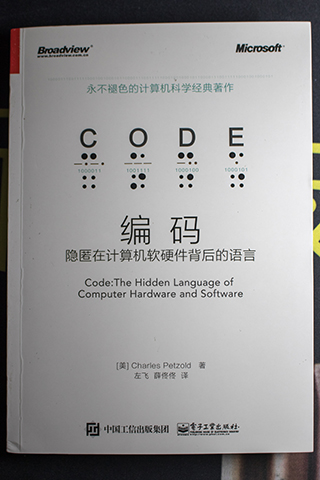 Broadview®
www.broadview.com.cn
Microsoft®
永不褪色的计算机科学经典著作
C O D E
1000011 1001111 1000100 1000101
编码
隐匿在计算机软硬件背后的语言
Code:The Hidden Language of
Computer Hardware and Software
[美] Charles Petzold 著
左飞 薛佟佟 译
中国工信出版集团
电子工业出版社